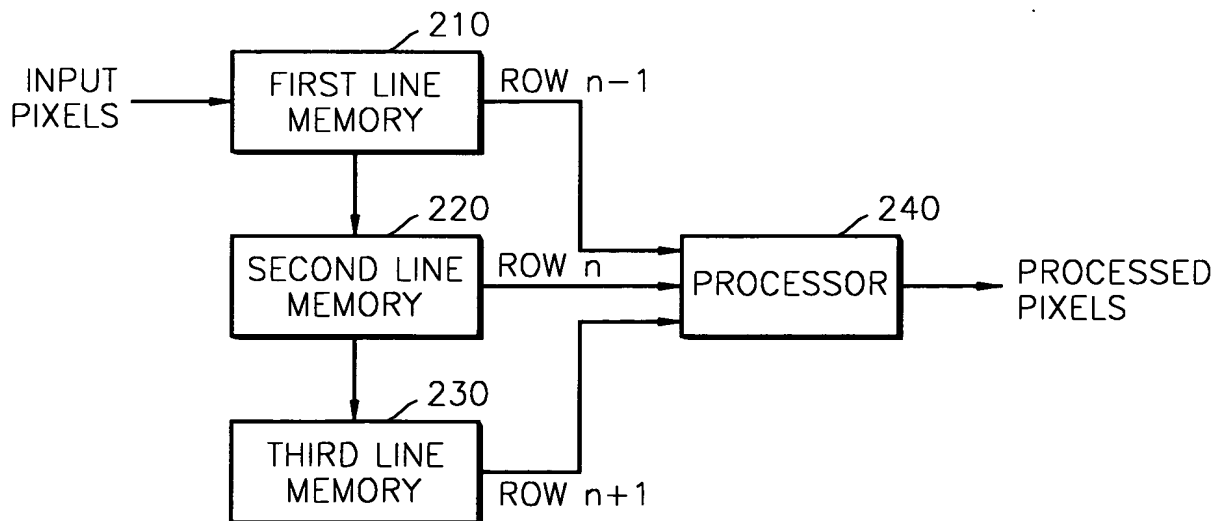 210
INPUT
PIXELS
FIRST LINE
MEMORY
ROW n-1
220
SECOND LINE
MEMORY
ROW n
240
PROCESSOR
PROCESSED
PIXELS
230
THIRD LINE
MEMORY
ROW n+1